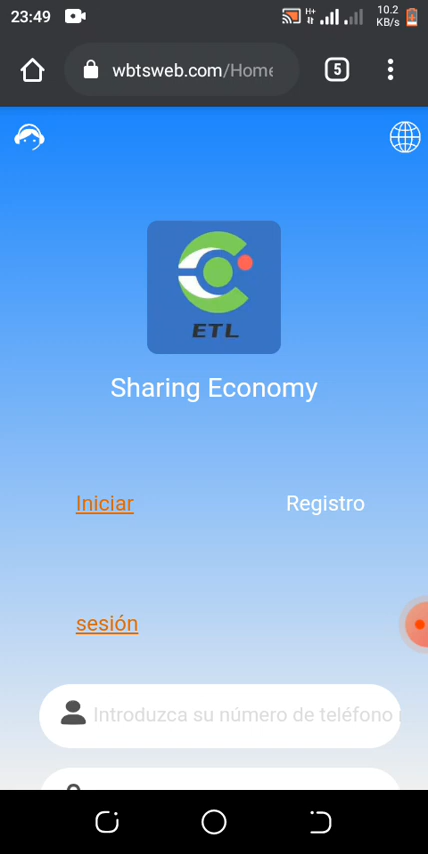 23:49 H+ 10.2 KB/s
wbtsweb.com/Home 5
ETL
Sharing Economy
Iniciar Registro
sesión
Introduzca su número de teléfono